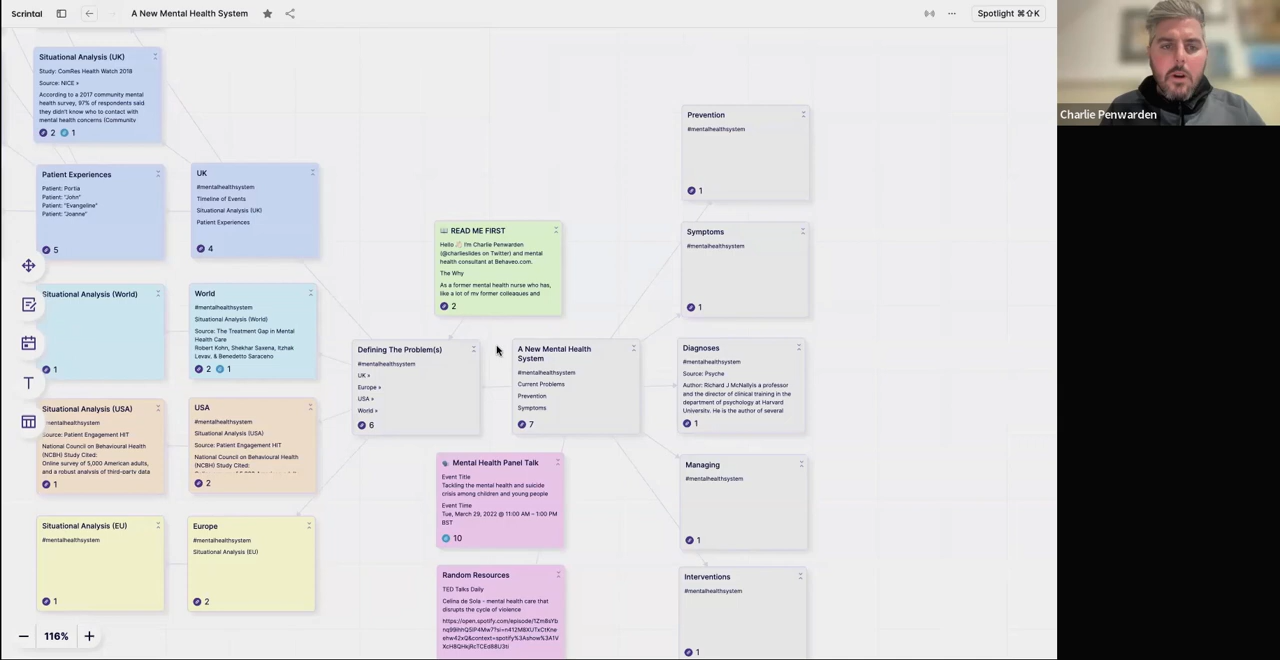 Scrintal
A New Mental Health System
Spotlight ⌘⇧K
Charlie Penwarden
Situational Analysis (UK)
Study: ComRes Health Watch 2018
Source: NICE »
According to a 2017 community mental
health survey, 97% of respondents said
they didn't know who to contact with
mental health concerns (Community
2 1
Patient Experiences
Patient: Portia
Patient: "John"
Patient: "Evangeline"
Patient: "Joanne"
5
UK
#mentalhealthsystem
Timeline of Events
Situational Analysis (UK)
Patient Experiences
4
Situational Analysis (World)
1
World
#mentalhealthsystem
Situational Analysis (World)
Source: The Treatment Gap in Mental
Health Care
Robert Kohn, Shekhar Saxena, Itzhak
Levav, & Benedetto Saraceno
2 1
Situational Analysis (USA)
#mentalhealthsystem
Source: Patient Engagement HIT
National Council on Behavioural Health
(NCBH) Study Cited:
Online survey of 5,000 American adults,
and a robust analysis of third-party data
1
USA
#mentalhealthsystem
Situational Analysis (USA)
Source: Patient Engagement HIT
National Council on Behavioural Health
(NCBH) Study Cited:
2
Situational Analysis (EU)
#mentalhealthsystem
1
Europe
#mentalhealthsystem
Situational Analysis (EU)
2
READ ME FIRST
Hello I'm Charlie Penwarden
(@charlieslides on Twitter) and mental
health consultant at Behaveo.com.
The Why
As a former mental health nurse who has,
like a lot of my former colleagues and
2
Defining The Problem(s)
#mentalhealthsystem
UK »
Europe »
USA »
World »
6
A New Mental Health
System
#mentalhealthsystem
Current Problems
Prevention
Symptoms
7
Mental Health Panel Talk
Event Title
Tackling the mental health and suicide
crisis among children and young people
Event Time
Tue, March 29, 2022 @ 11:00 AM – 1:00 PM
BST
10
Random Resources
TED Talks Daily
Celina de Sola - mental health care that
disrupts the cycle of violence
Prevention
#mentalhealthsystem
1
Symptoms
#mentalhealthsystem
1
Diagnoses
#mentalhealthsystem
Source: Psyche
Author: Richard J McNallyis a professor
and the director of clinical training in the
department of psychology at Harvard
University. He is the author of several
1
Managing
#mentalhealthsystem
1
Interventions
#mentalhealthsystem
1
T
116%